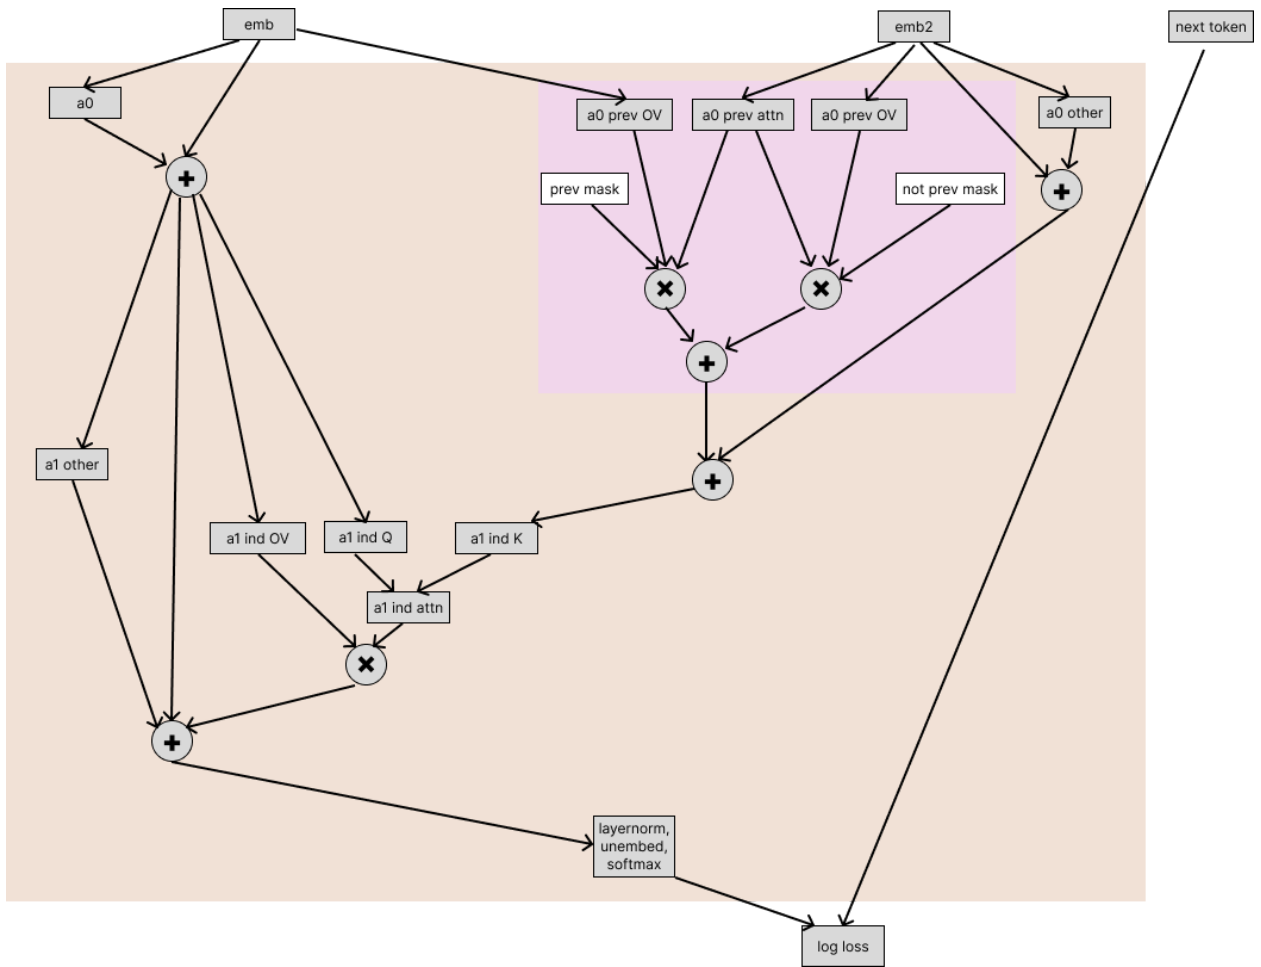 emb
emb2
next token
a0
a0 prev OV
a0 prev attn
a0 prev OV
a0 other
+
prev mask
not prev mask
+
×
×
+
a1 other
+
a1 ind OV
a1 ind Q
a1 ind K
a1 ind attn
×
+
layernorm,
unembed,
softmax
log loss